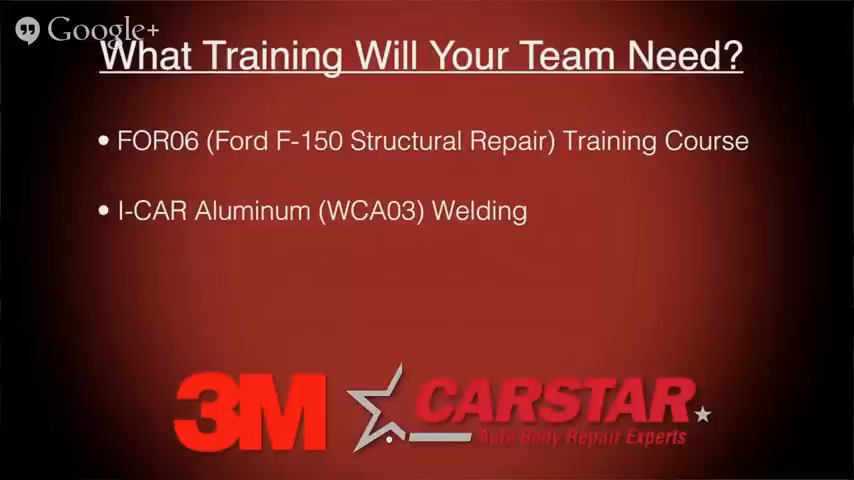 Google+
What Training Will Your Team Need?
• FOR06 (Ford F-150 Structural Repair) Training Course
• I-CAR Aluminum (WCA03) Welding
3M
CARSTAR
Auto Body Repair Experts